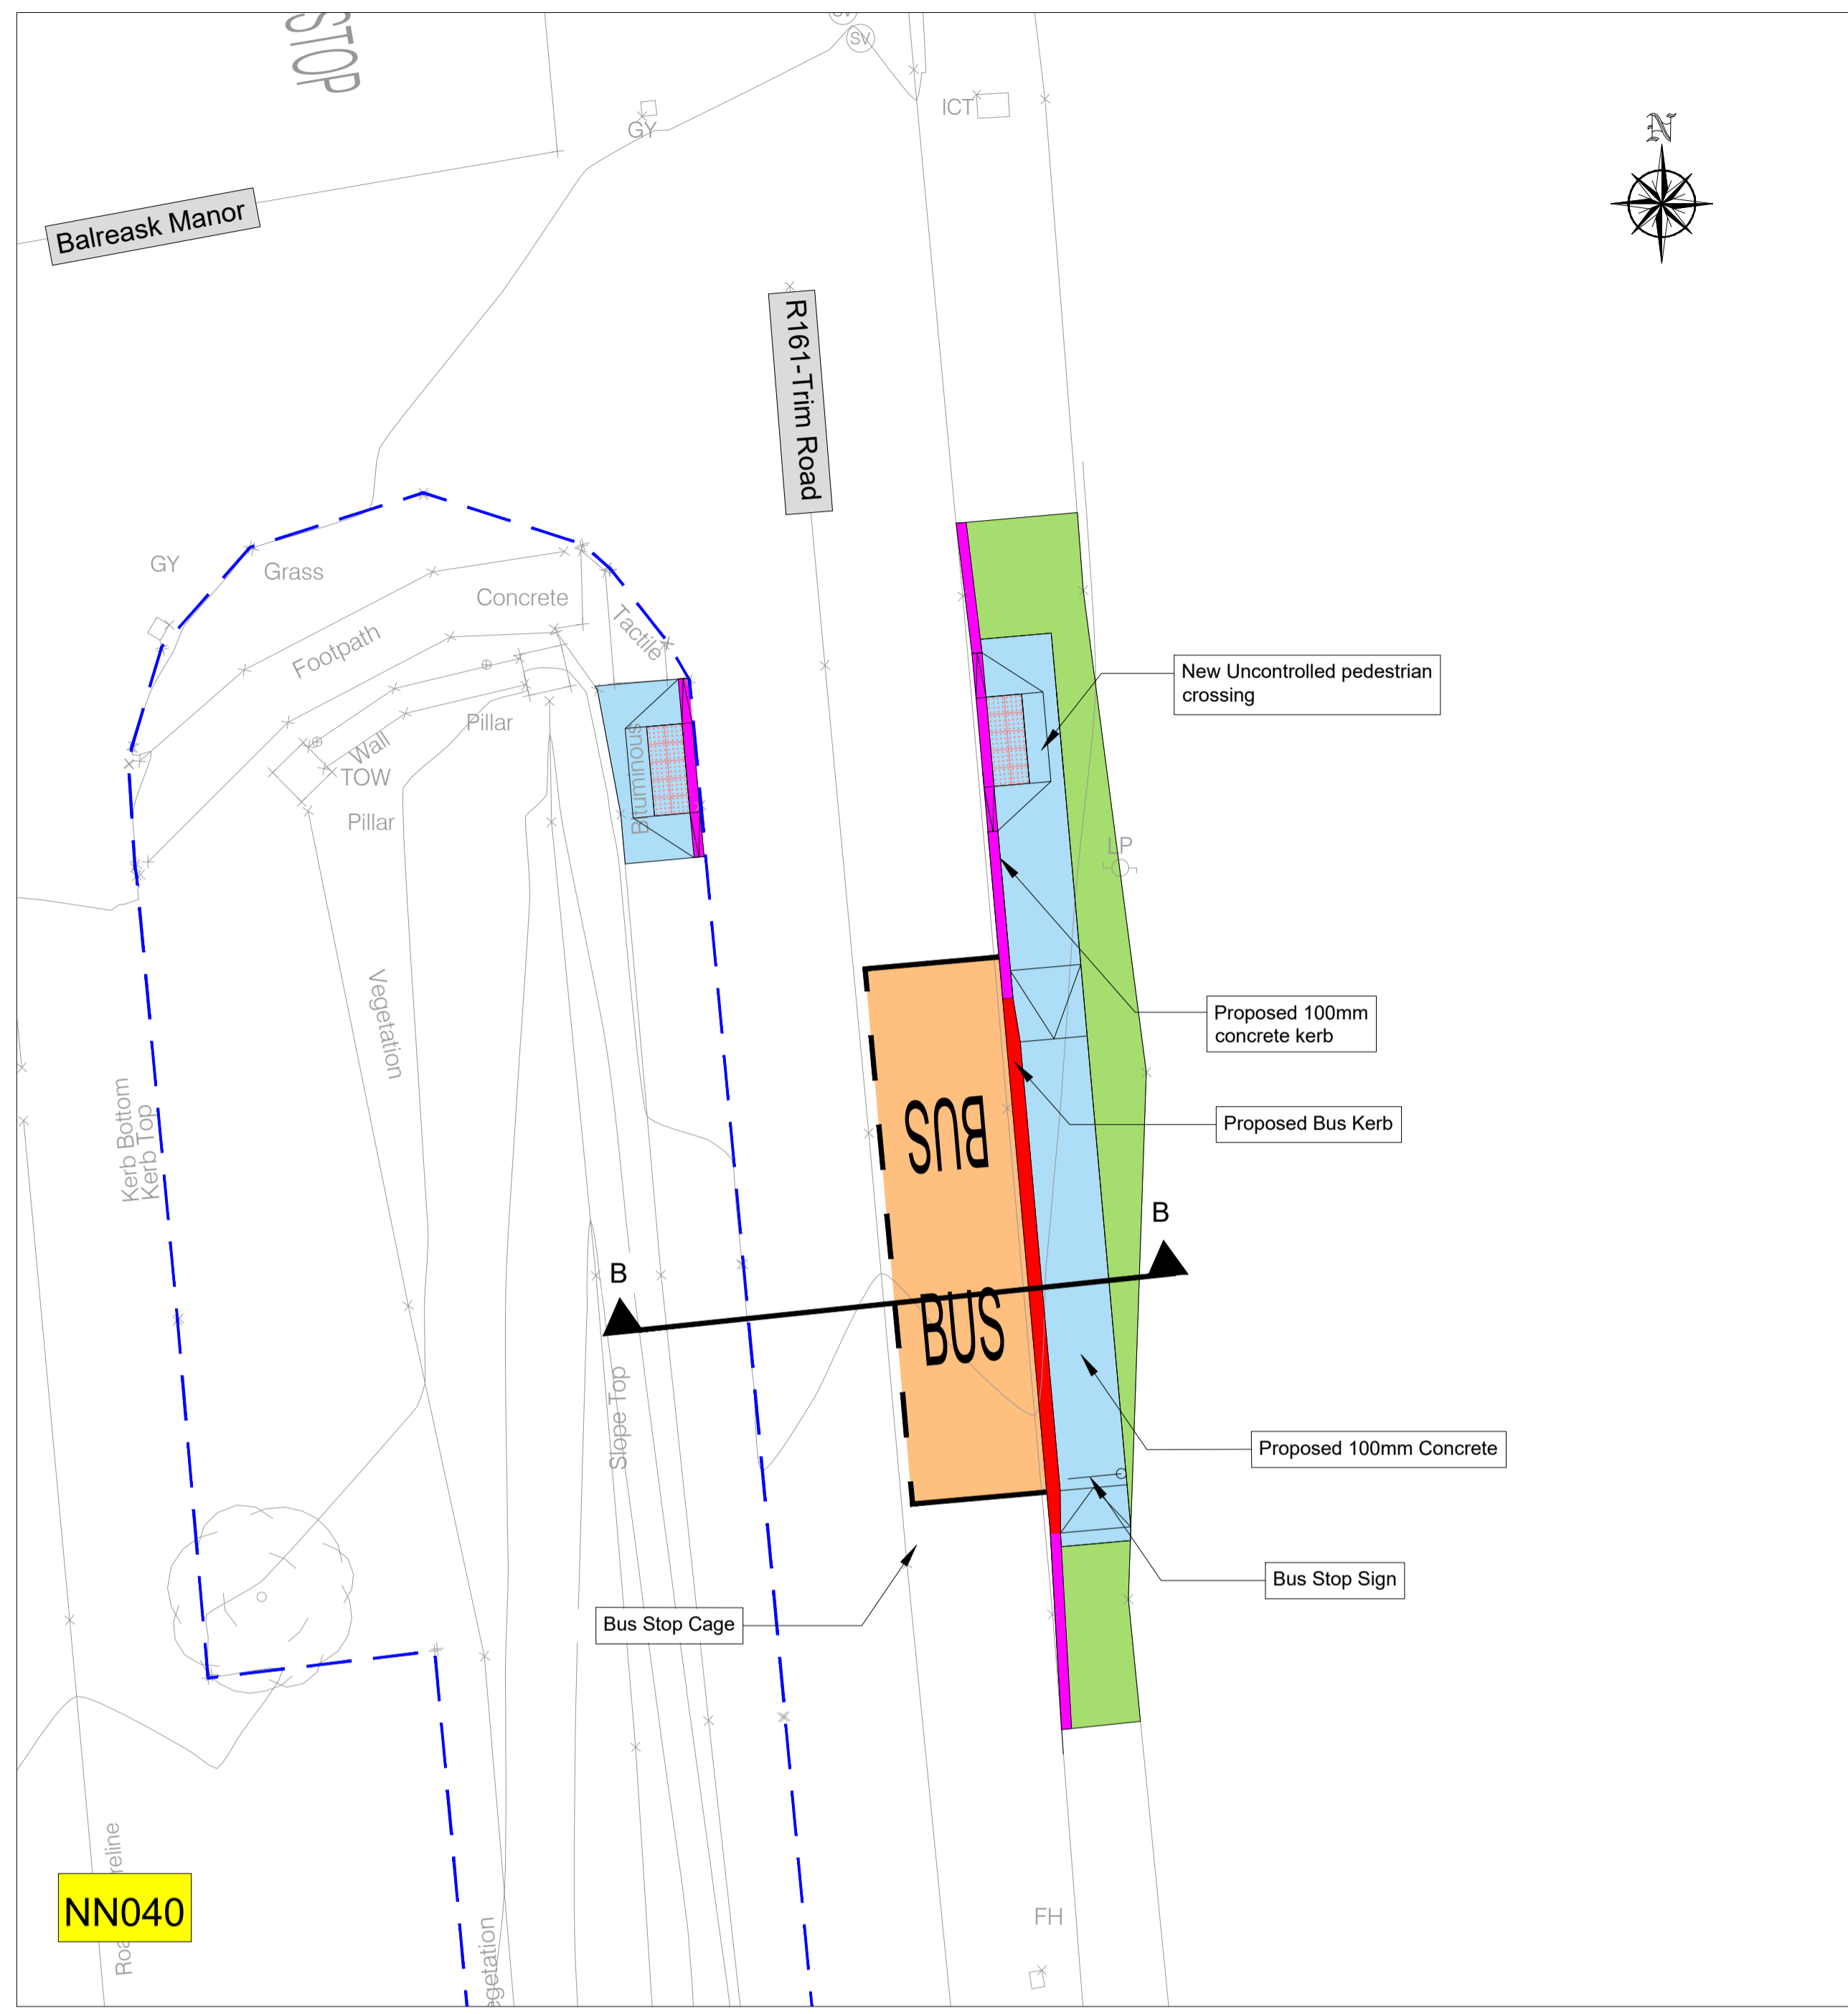 STOP
SV
SV
ICT
GY
N
Balreask Manor
R161-Trim Road
GY
Grass
Concrete
Tactile
Footpath
New Uncontrolled pedestrian
crossing
Pillar
Wall
TOW
Bituminous
Pillar
LP
Vegetation
Proposed 100mm
concrete kerb
Kerb Bottom
Kerb Top
BUS
Proposed Bus Kerb
B
B
BUS
Slope Top
Proposed 100mm Concrete
Bus Stop Sign
Bus Stop Cage
NN040
FH